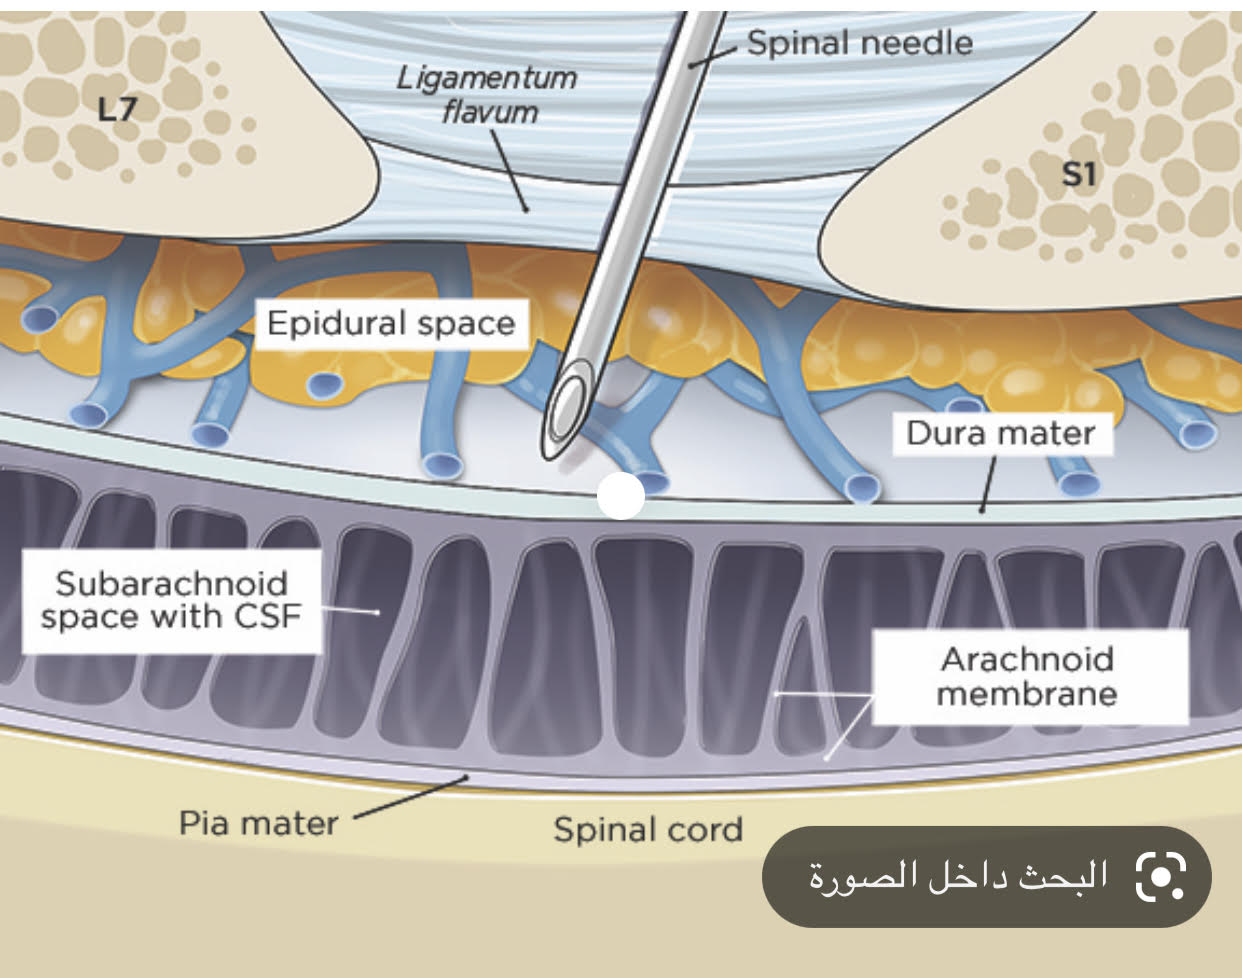 Spinal needle
Ligamentum
flavum
L7
S1
Epidural space
Dura mater
Subarachnoid
space with CSF
Arachnoid
membrane
Pia mater
Spinal cord
البحث داخل الصورة